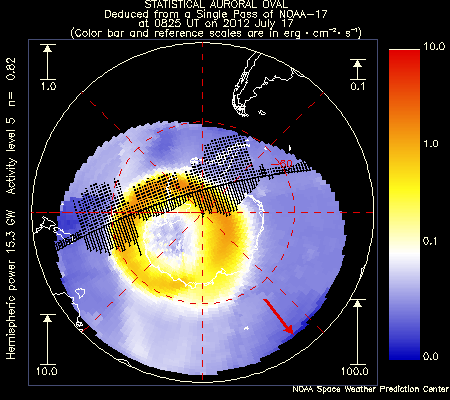 STATISTICAL AURORAL OVAL
Deduced from a Single Pass of NOAA-17
at 0825 UT on 2012 July 17
(Color bar and reference scales are in erg·cm⁻²·s⁻¹)
1.0
0.1
10.0
100.0
Hemispheric power 15.3 GW Activity level 5 n= 0.82
10.0
1.0
0.1
0.0
NOAA Space Weather Prediction Center